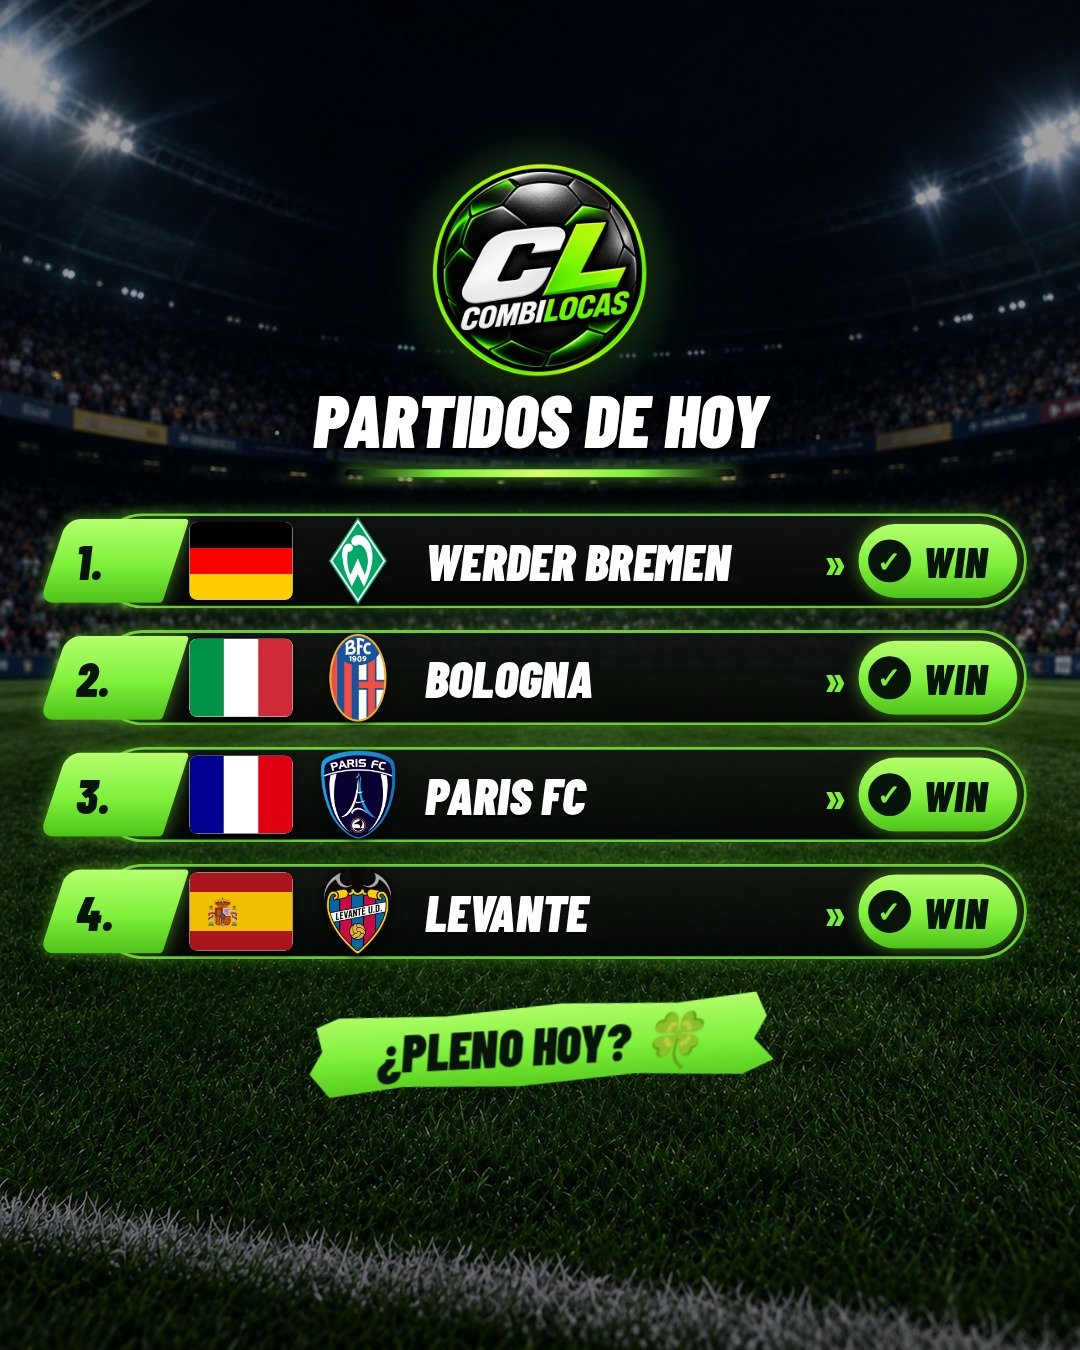 CL
COMBILOCAS
PARTIDOS DE HOY
1. WERDER BREMEN » ✓ WIN
2. BFC 1909 BOLOGNA » ✓ WIN
3. PARIS FC PARIS FC » ✓ WIN
4. LEVANTE U.D. LEVANTE » ✓ WIN
¿PLENO HOY? 🍀